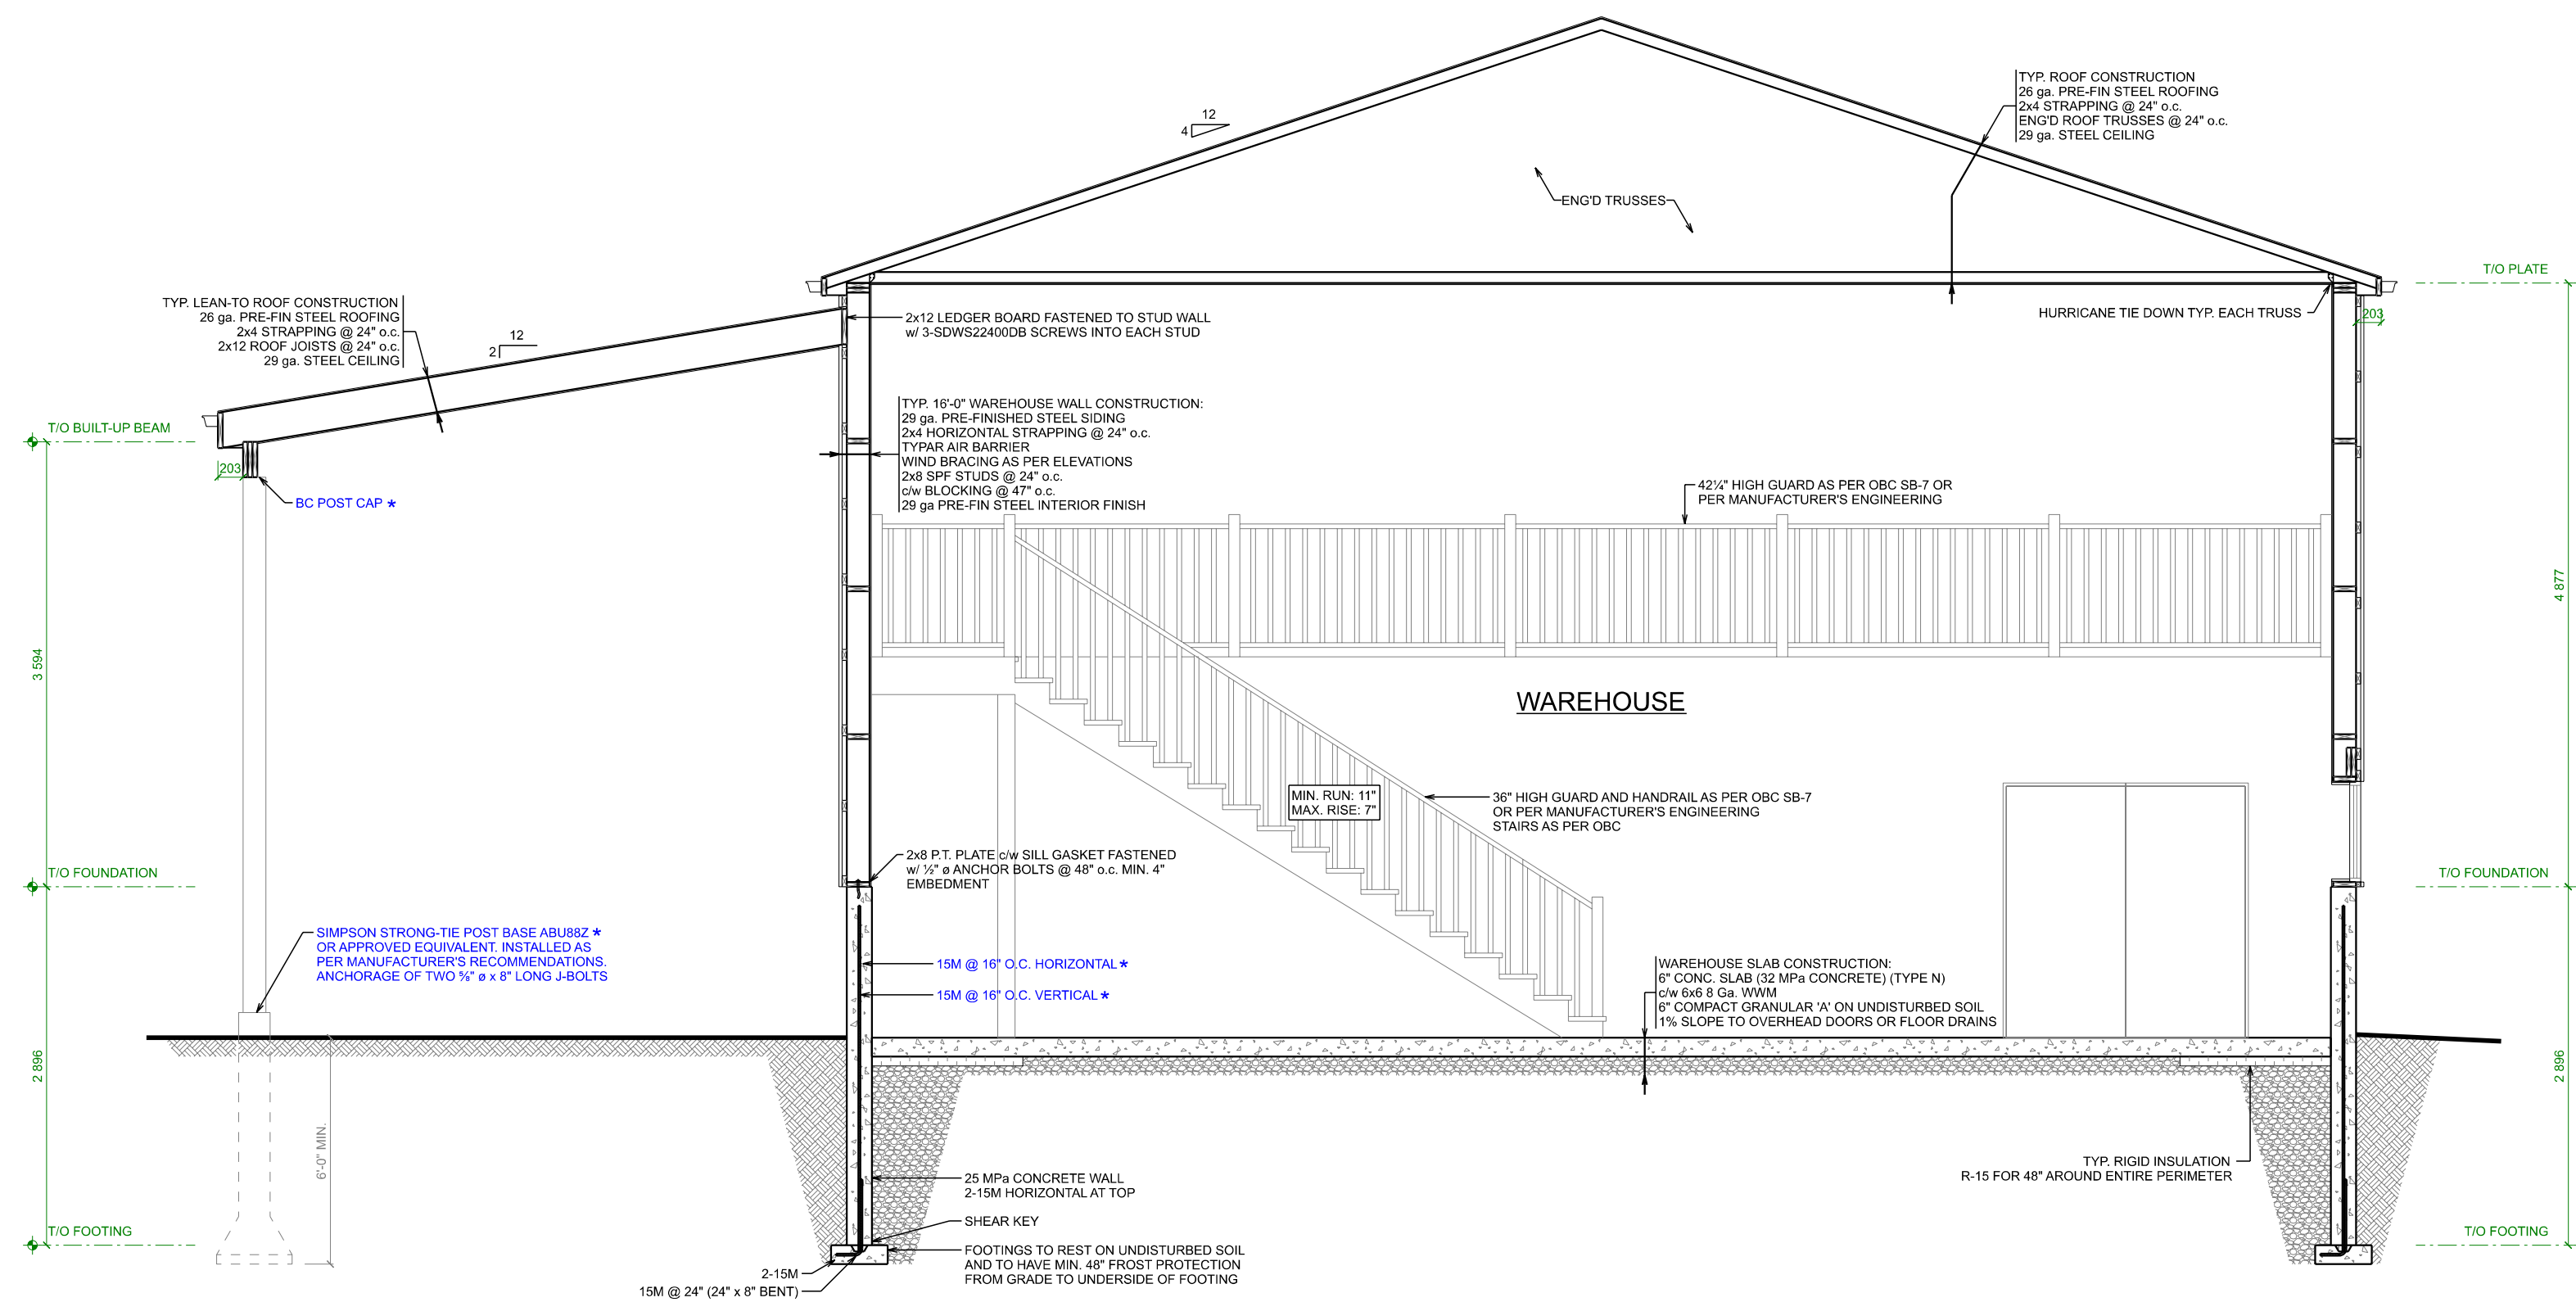 12
4
TYP. ROOF CONSTRUCTION
26 ga. PRE-FIN STEEL ROOFING
2x4 STRAPPING @ 24" o.c.
ENG'D ROOF TRUSSES @ 24" o.c.
29 ga. STEEL CEILING
ENG'D TRUSSES
T/O PLATE
HURRICANE TIE DOWN TYP. EACH TRUSS
203
TYP. LEAN-TO ROOF CONSTRUCTION
26 ga. PRE-FIN STEEL ROOFING
2x4 STRAPPING @ 24" o.c.
2x12 ROOF JOISTS @ 24" o.c.
29 ga. STEEL CEILING
12
2
2x12 LEDGER BOARD FASTENED TO STUD WALL
w/ 3-SDWS22400DB SCREWS INTO EACH STUD
TYP. 16'-0" WAREHOUSE WALL CONSTRUCTION:
29 ga. PRE-FINISHED STEEL SIDING
2x4 HORIZONTAL STRAPPING @ 24" o.c.
TYPAR AIR BARRIER
WIND BRACING AS PER ELEVATIONS
2x8 SPF STUDS @ 24" o.c.
c/w BLOCKING @ 47" o.c.
29 ga PRE-FIN STEEL INTERIOR FINISH
T/O BUILT-UP BEAM
203
BC POST CAP *
42¼" HIGH GUARD AS PER OBC SB-7 OR
PER MANUFACTURER'S ENGINEERING
4 877
3 594
WAREHOUSE
MIN. RUN: 11"
MAX. RISE: 7"
36" HIGH GUARD AND HANDRAIL AS PER OBC SB-7
OR PER MANUFACTURER'S ENGINEERING
STAIRS AS PER OBC
2x8 P.T. PLATE c/w SILL GASKET FASTENED
w/ ½" ø ANCHOR BOLTS @ 48" o.c. MIN. 4"
EMBEDMENT
T/O FOUNDATION
T/O FOUNDATION
SIMPSON STRONG-TIE POST BASE ABU88Z *
OR APPROVED EQUIVALENT. INSTALLED AS
PER MANUFACTURER'S RECOMMENDATIONS.
ANCHORAGE OF TWO ⅝" ø x 8" LONG J-BOLTS
15M @ 16" O.C. HORIZONTAL *
15M @ 16" O.C. VERTICAL *
WAREHOUSE SLAB CONSTRUCTION:
6" CONC. SLAB (32 MPa CONCRETE) (TYPE N)
c/w 6x6 8 Ga. WWM
6" COMPACT GRANULAR 'A' ON UNDISTURBED SOIL
1% SLOPE TO OVERHEAD DOORS OR FLOOR DRAINS
2 896
2 896
6'-0" MIN.
TYP. RIGID INSULATION
R-15 FOR 48" AROUND ENTIRE PERIMETER
25 MPa CONCRETE WALL
2-15M HORIZONTAL AT TOP
SHEAR KEY
T/O FOOTING
T/O FOOTING
FOOTINGS TO REST ON UNDISTURBED SOIL
AND TO HAVE MIN. 48" FROST PROTECTION
FROM GRADE TO UNDERSIDE OF FOOTING
2-15M
15M @ 24" (24" x 8" BENT)